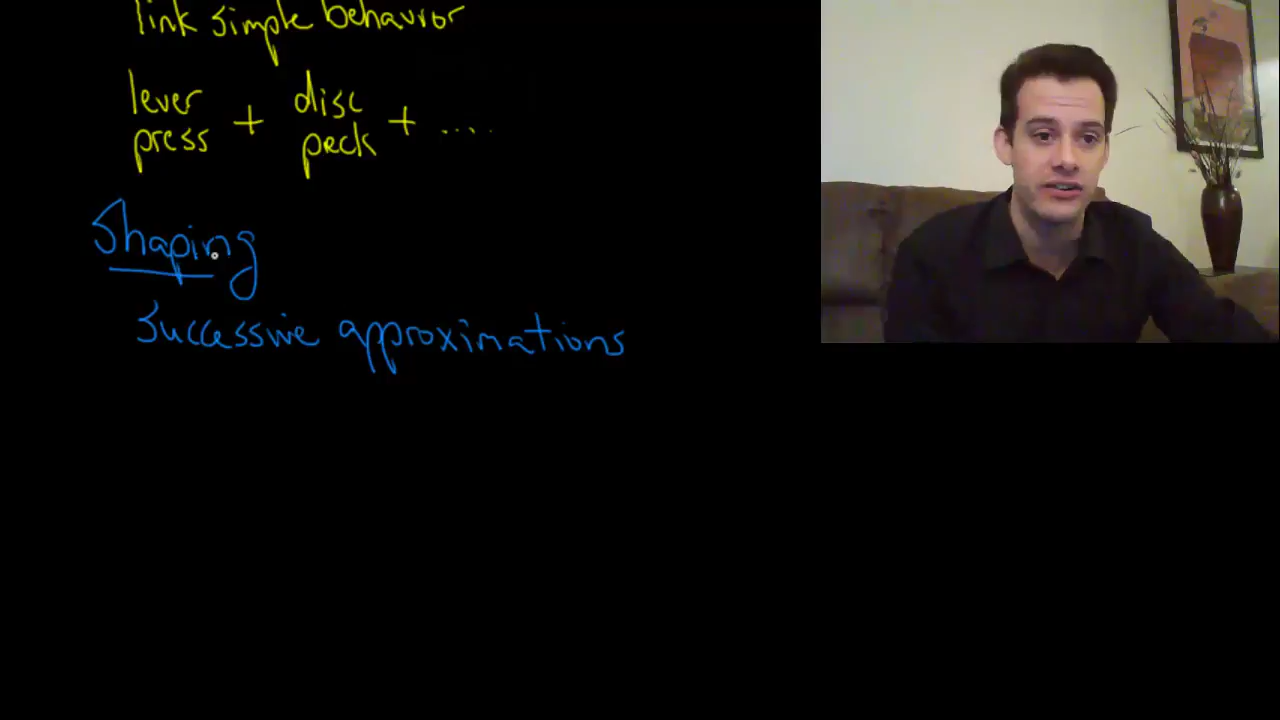 link simple behavior
lever press + disc peck + ....
Shaping
Successive approximations